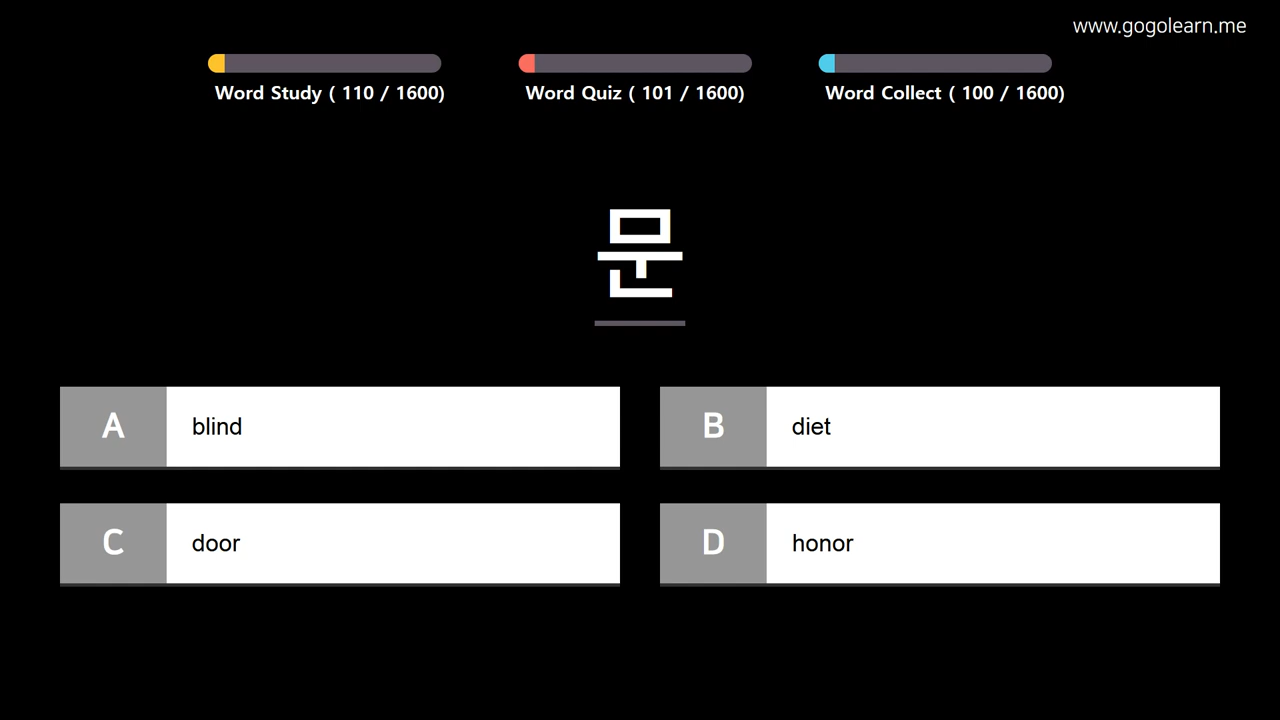 www.gogolearn.me
Word Study ( 110 / 1600)
Word Quiz ( 101 / 1600)
Word Collect ( 100 / 1600)
문
A blind
B diet
C door
D honor